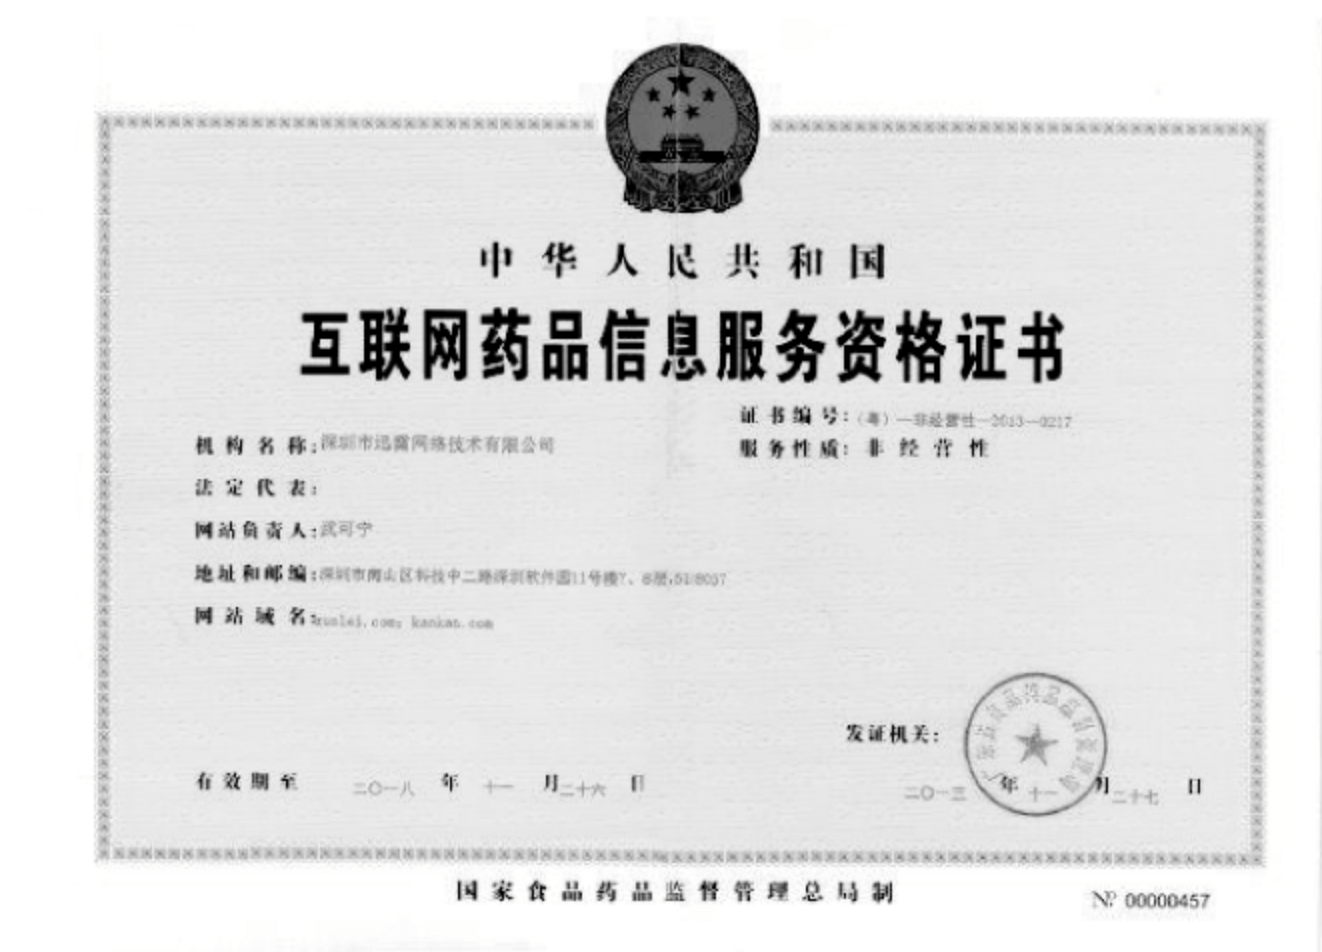 中华人民共和国
互联网药品信息服务资格证书
证书编号：（粤）—非经营性—2013—0217
机构名称：深圳市迅雷网络技术有限公司
服务性质：非经营性
法定代表：
网站负责人：武可宁
地址和邮编：深圳市南山区科技中二路深圳软件园11号楼7、8层,518057
网站域名：xunlei.com; kankan.com
发证机关：
有效期至 二〇一八 年 十一 月 二十六 日
二〇一三 年 十一 月 二十七 日
国家食品药品监督管理总局制
№ 00000457